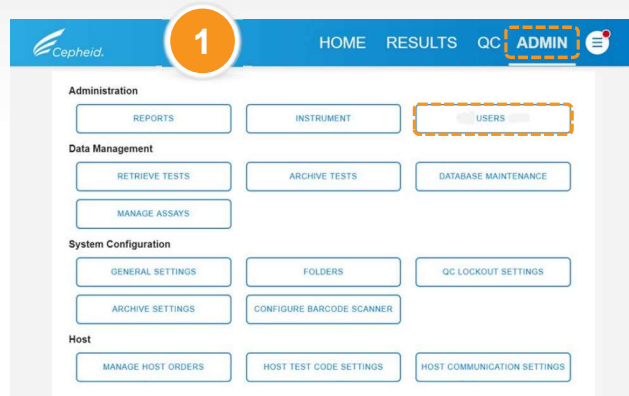 Cepheid.
1
HOME RESULTS QC ADMIN
Administration
REPORTS INSTRUMENT USERS
Data Management
RETRIEVE TESTS ARCHIVE TESTS DATABASE MAINTENANCE
MANAGE ASSAYS
System Configuration
GENERAL SETTINGS FOLDERS QC LOCKOUT SETTINGS
ARCHIVE SETTINGS CONFIGURE BARCODE SCANNER
Host
MANAGE HOST ORDERS HOST TEST CODE SETTINGS HOST COMMUNICATION SETTINGS